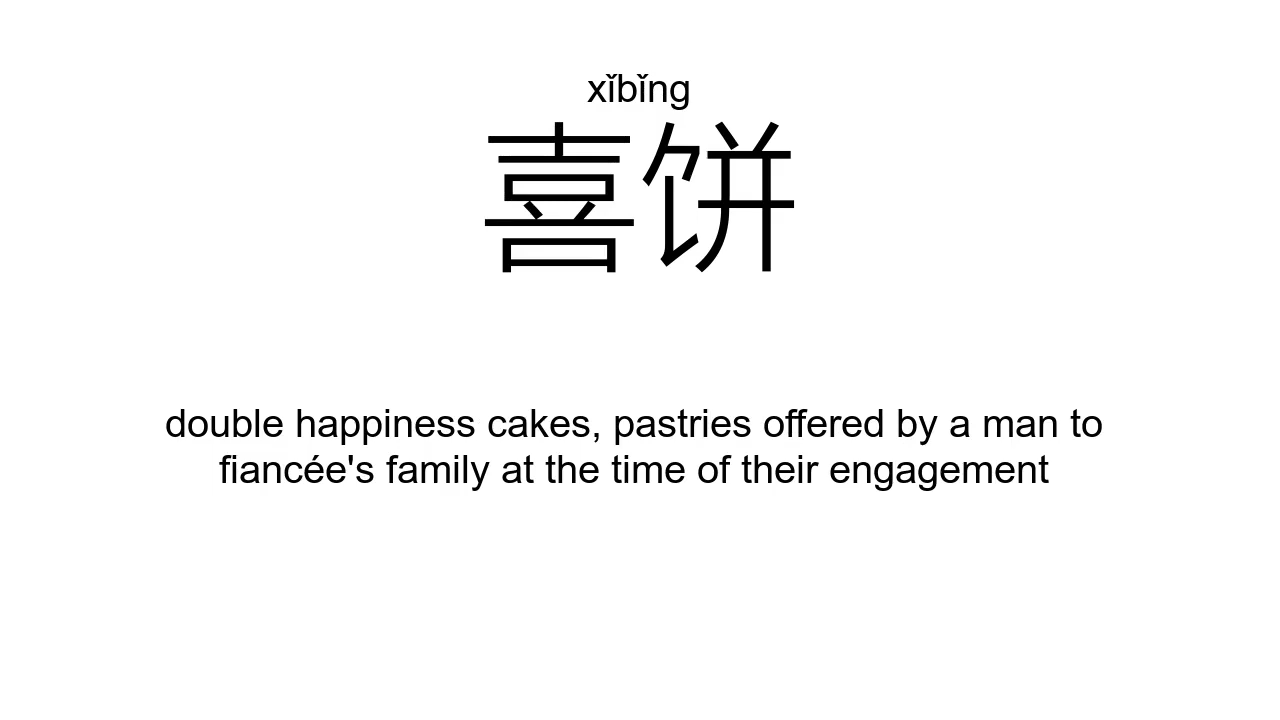 xǐbǐng
喜饼
double happiness cakes, pastries offered by a man to
fiancée's family at the time of their engagement